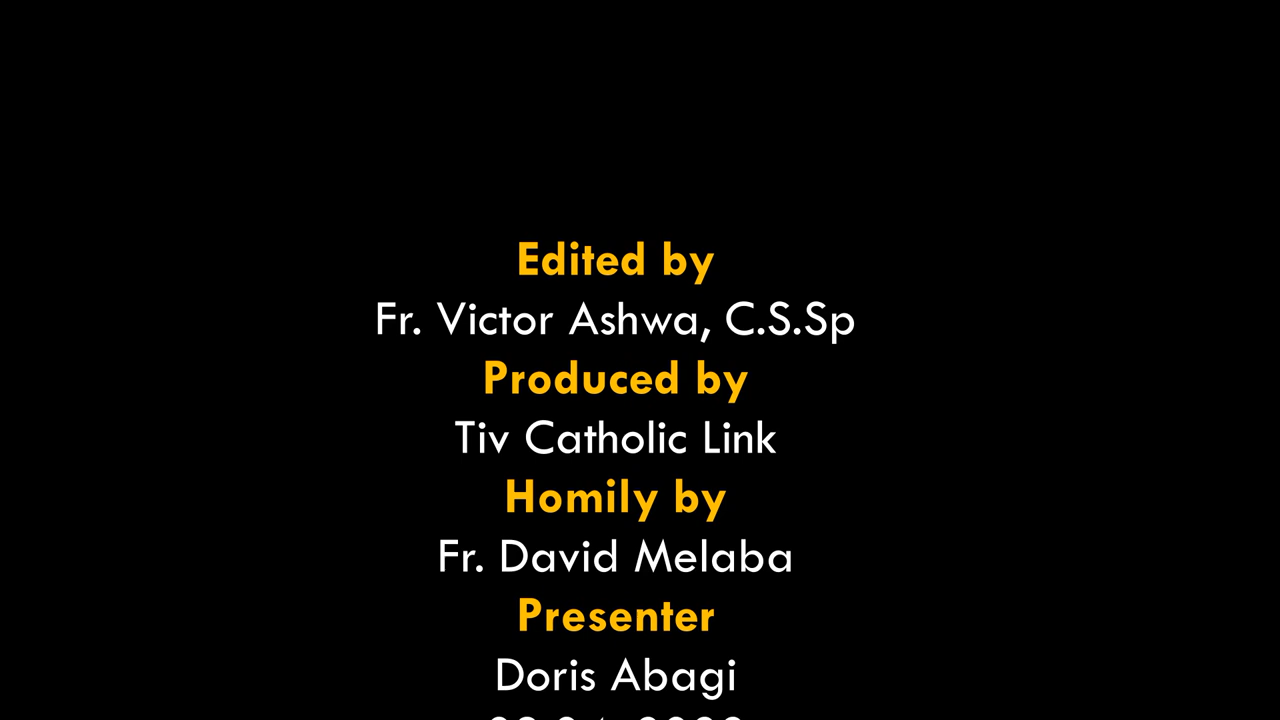 Edited by
Fr. Victor Ashwa, C.S.Sp
Produced by
Tiv Catholic Link
Homily by
Fr. David Melaba
Presenter
Doris Abagi